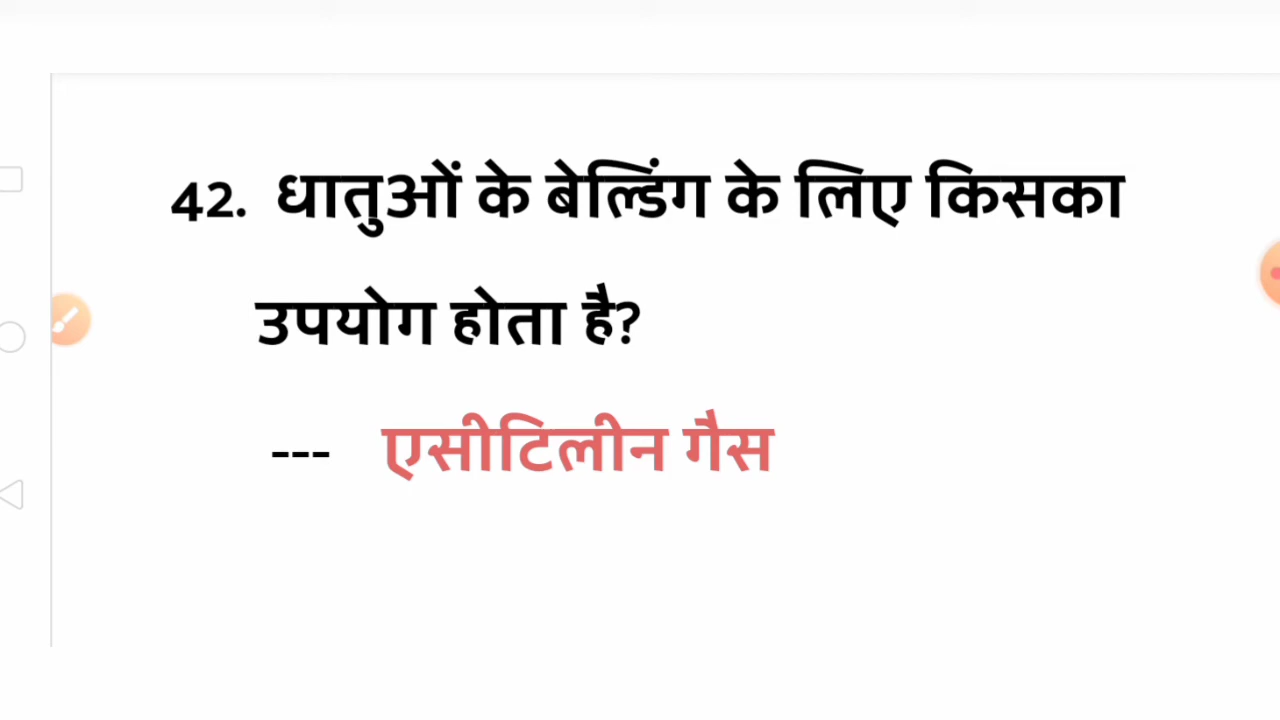 42. धातुओं के बेल्डिंग के लिए किसका
उपयोग होता है?
--- एसीटिलीन गैस